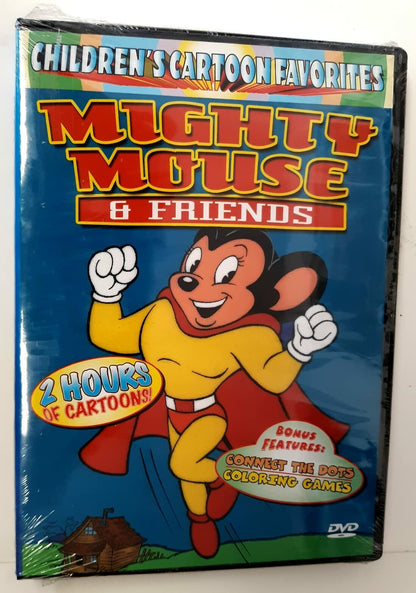 CHILDREN'S CARTOON FAVORITES
MIGHTY
MOUSE
& FRIENDS
2 HOURS
OF CARTOONS!
BONUS
FEATURES:
CONNECT THE DOTS
COLORING GAMES
DVD